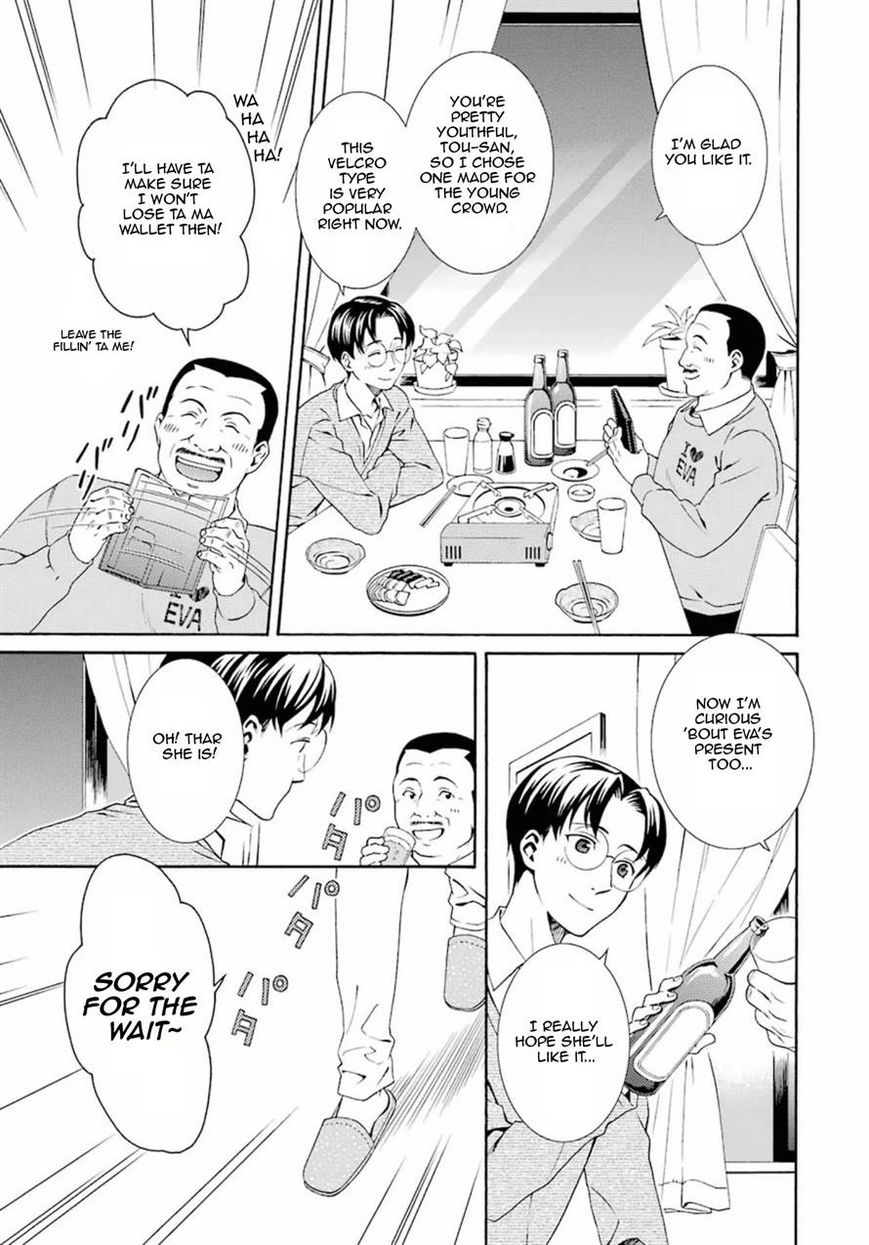 I'M GLAD
YOU LIKE IT.
YOU'RE
PRETTY
YOUTHFUL,
TOU-SAN,
SO I CHOSE
ONE MADE FOR
THE YOUNG
CROWD.
THIS
VELCRO
TYPE
IS VERY
POPULAR
RIGHT NOW.
I ♥
EVA
WA
HA
HA
HA!
I'LL HAVE TA
MAKE SURE
I WON'T
LOSE TA MA
WALLET THEN!
LEAVE THE
FILLIN' TA ME!
I ♥
EVA
NOW I'M
CURIOUS
'BOUT EVA'S
PRESENT
TOO...
I REALLY
HOPE SHE'LL
LIKE IT...
OH! THAR
SHE IS!
パタ
パタ
パタ
SORRY
FOR THE
WAIT~